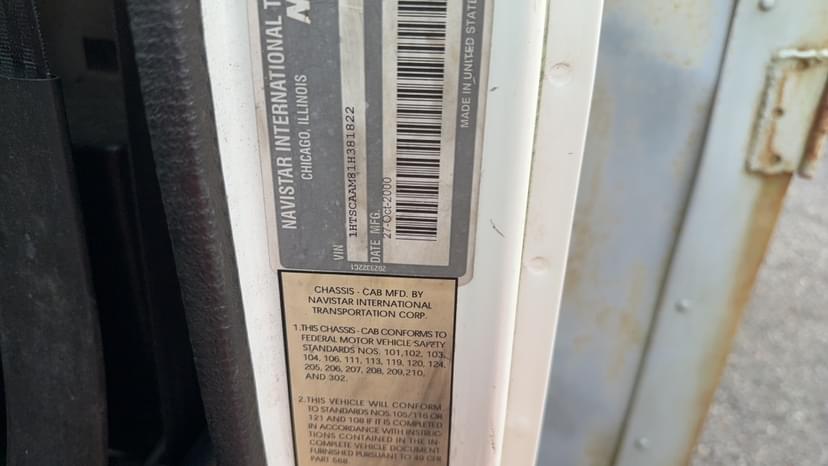 NAVISTAR INTERNATIONAL T
CHICAGO, ILLINOIS
VIN 1HTSCAAM81H381822
DATE MFG. 27-Oct-2000
MADE IN UNITED STATE
2023322C1
CHASSIS - CAB MFD. BY
NAVISTAR INTERNATIONAL
TRANSPORTATION CORP.
1. THIS CHASSIS - CAB CONFORMS TO
FEDERAL MOTOR VEHICLE SAFETY
STANDARDS NOS. 101, 102, 103,
104, 106, 111, 113, 119, 120, 124,
205, 206, 207, 208, 209, 210,
AND 302.
2. THIS VEHICLE WILL CONFORM
TO STANDARDS NOS. 105/116 OR
121 AND 108 IF IT IS COMPLETED
IN ACCORDANCE WITH INSTRUC-
TIONS CONTAINED IN THE IN-
COMPLETE VEHICLE DOCUMENT
FURNISHED PURSUANT TO 49 CFR
PART 568.